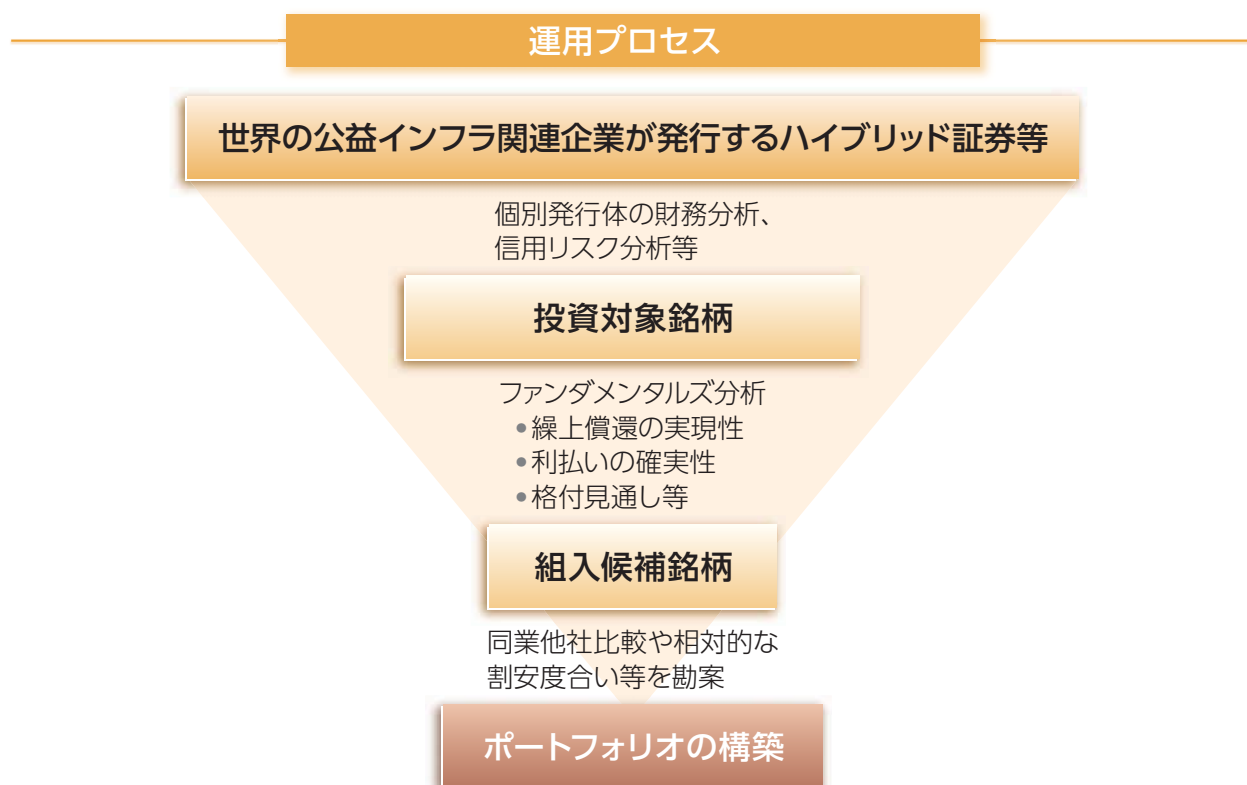 運用プロセス
世界の公益インフラ関連企業が発行するハイブリッド証券等
個別発行体の財務分析、
信用リスク分析等
投資対象銘柄
ファンダメンタルズ分析
•繰上償還の実現性
•利払いの確実性
•格付見通し等
組入候補銘柄
同業他社比較や相対的な
割安度合い等を勘案
ポートフォリオの構築